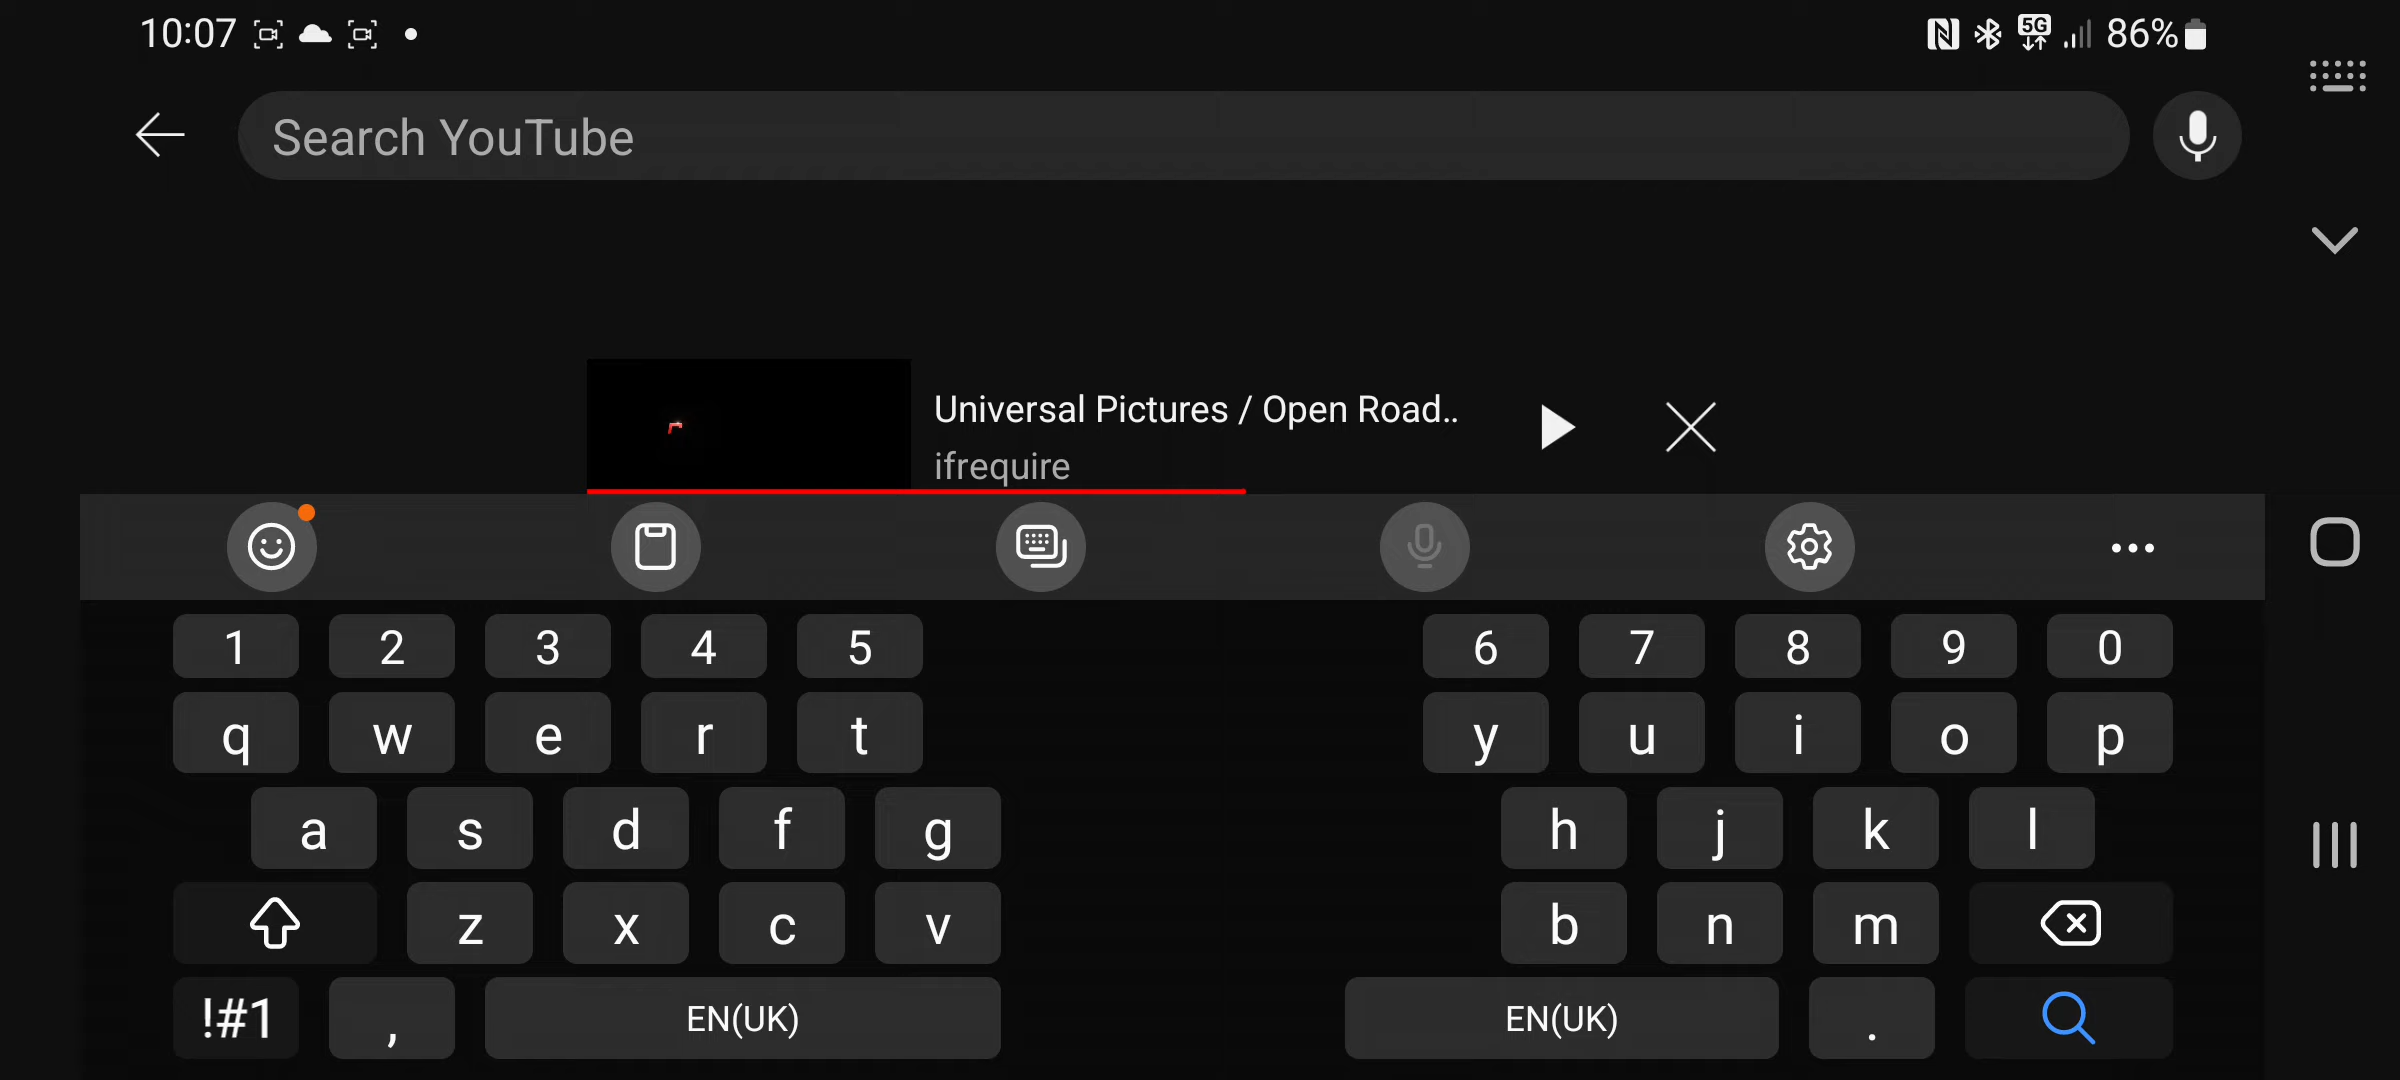 10:07
5G
86%
Search YouTube
Universal Pictures / Open Road..
ifrequire
1 2 3 4 5 6 7 8 9 0
q w e r t y u i o p
a s d f g h j k l
z x c v b n m
!#1 , EN(UK) EN(UK) .